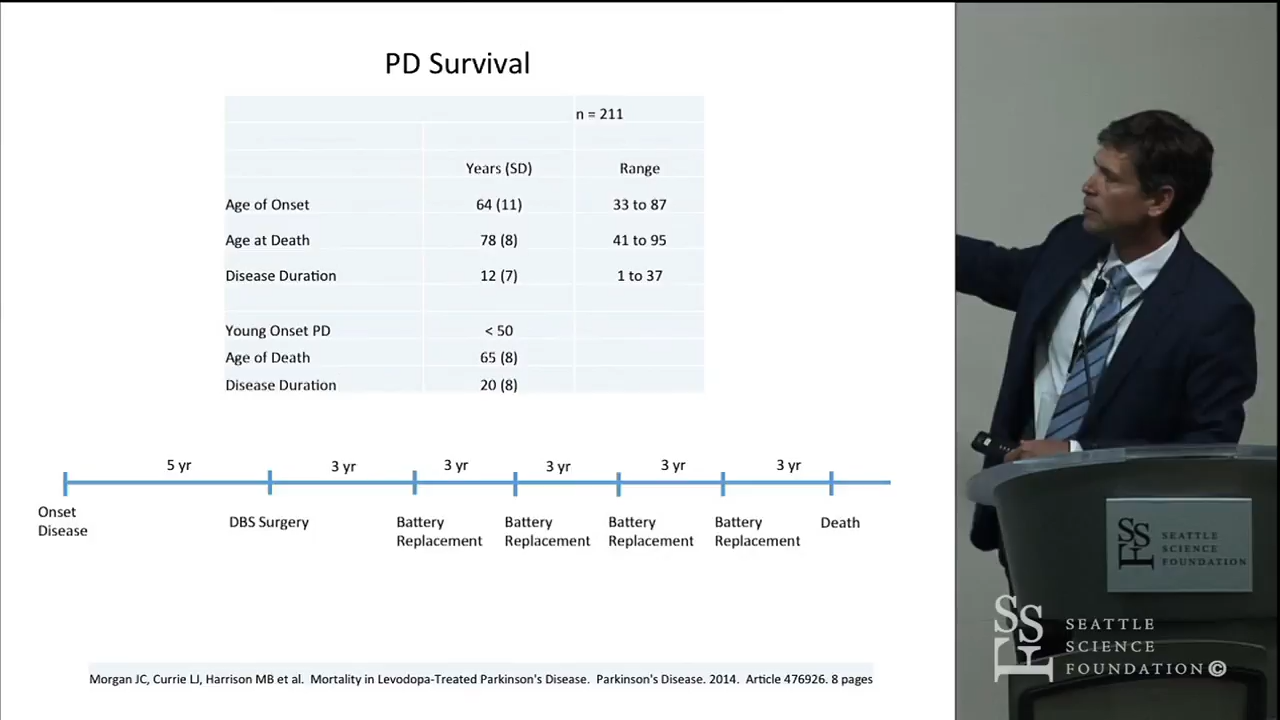 PD Survival
n = 211
Years (SD) Range
Age of Onset 64 (11) 33 to 87
Age at Death 78 (8) 41 to 95
Disease Duration 12 (7) 1 to 37
Young Onset PD < 50
Age of Death 65 (8)
Disease Duration 20 (8)
5 yr 3 yr 3 yr 3 yr 3 yr 3 yr
Onset
Disease
DBS Surgery
Battery
Replacement
Battery
Replacement
Battery
Replacement
Battery
Replacement
Death
Morgan JC, Currie LJ, Harrison MB et al. Mortality in Levodopa-Treated Parkinson's Disease. Parkinson's Disease. 2014. Article 476926. 8 pages
SSF
SEATTLE
SCIENCE
FOUNDATION
SSF
SEATTLE
SCIENCE
FOUNDATION©